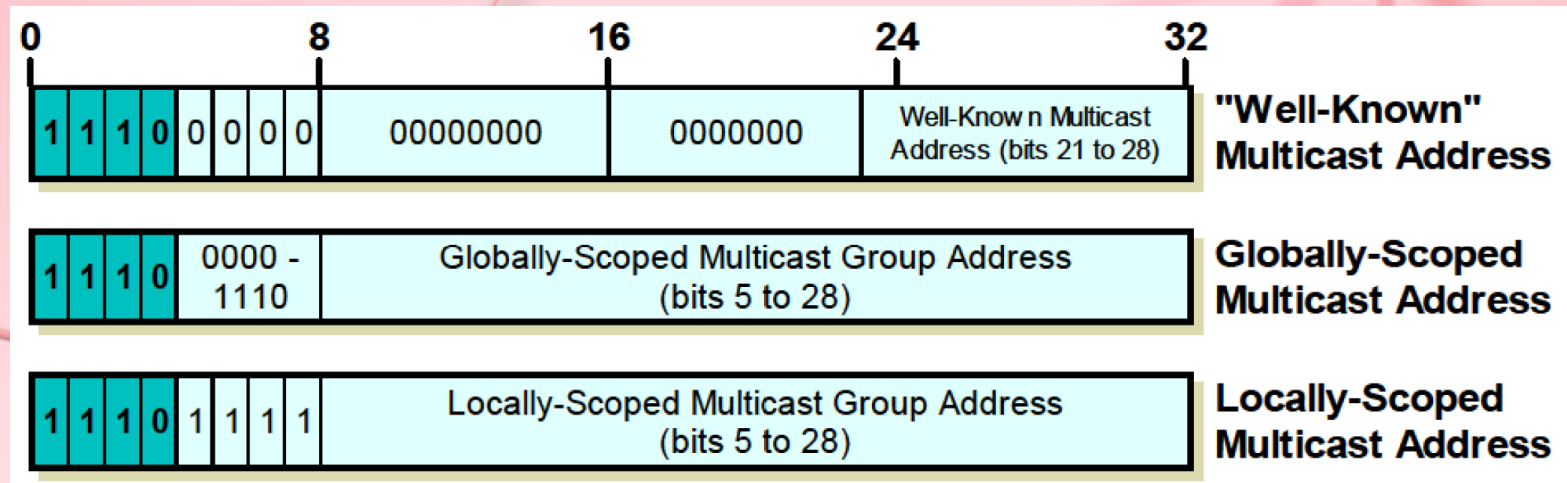 0 8 16 24 32
1 1 1 0 0 0 0 0 00000000 0000000 Well-Known Multicast
Address (bits 21 to 28)
"Well-Known"
Multicast Address
1 1 1 0 0000 -
1110
Globally-Scoped Multicast Group Address
(bits 5 to 28)
Globally-Scoped
Multicast Address
1 1 1 0 1 1 1 1 Locally-Scoped Multicast Group Address
(bits 5 to 28)
Locally-Scoped
Multicast Address